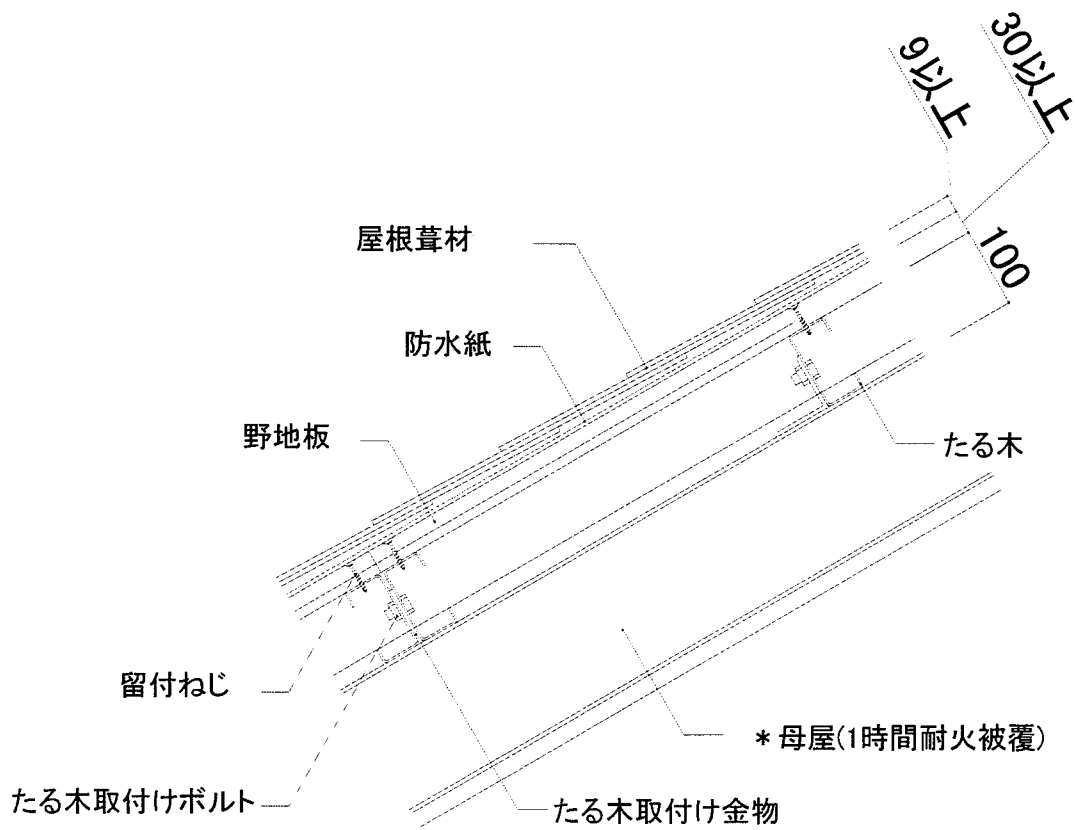 9以上
30以上
100
屋根葺材
防水紙
野地板
たる木
留付ねじ
*母屋(1時間耐火被覆)
たる木取付けボルト
たる木取付け金物